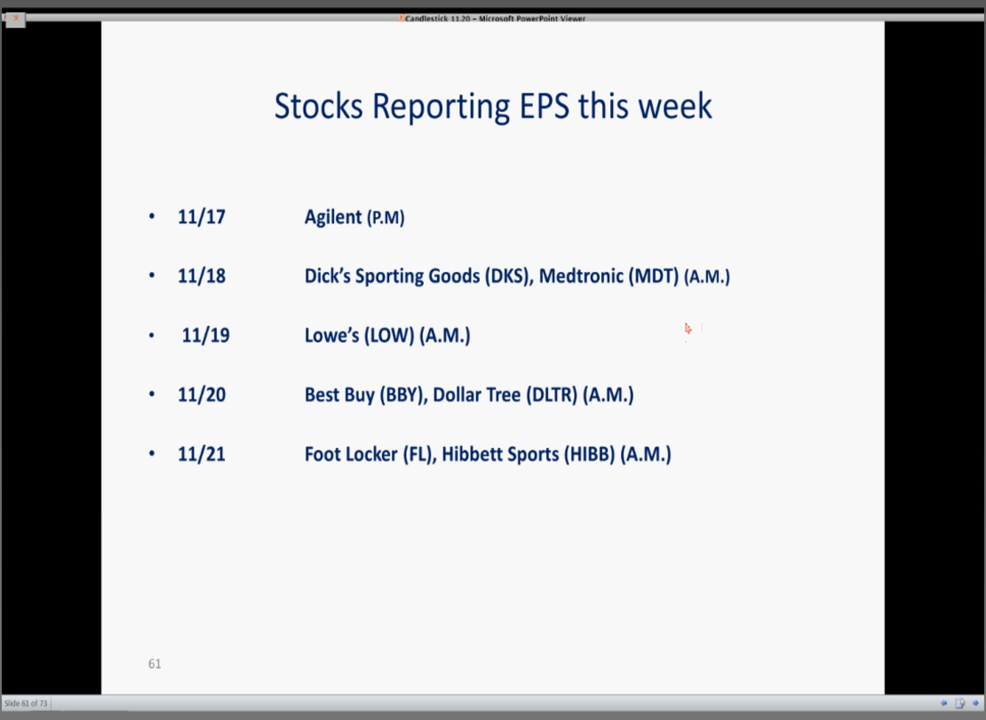 Candlestick 11.20 - Microsoft PowerPoint Viewer
Stocks Reporting EPS this week
• 11/17 Agilent (P.M)
• 11/18 Dick’s Sporting Goods (DKS), Medtronic (MDT) (A.M.)
• 11/19 Lowe’s (LOW) (A.M.)
• 11/20 Best Buy (BBY), Dollar Tree (DLTR) (A.M.)
• 11/21 Foot Locker (FL), Hibbett Sports (HIBB) (A.M.)
61
Slide 61 of 73